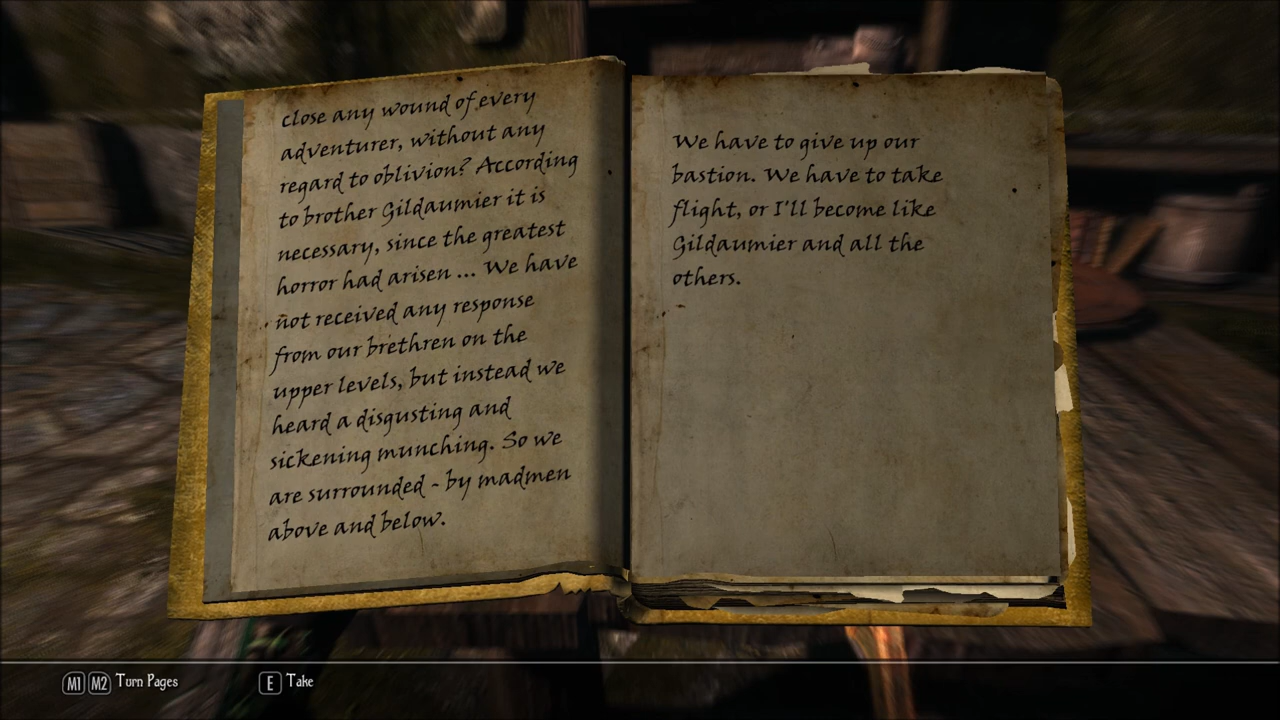 close any wound of every
adventurer, without any
regard to oblivion? According
to brother Gildaumier it is
necessary, since the greatest
horror had arisen ... We have
not received any response
from our brethren on the
upper levels, but instead we
heard a disgusting and
sickening munching. So we
are surrounded - by madmen
above and below.
We have to give up our
bastion. We have to take
flight, or I'll become like
Gildaumier and all the
others.
M1 M2 Turn Pages
E Take